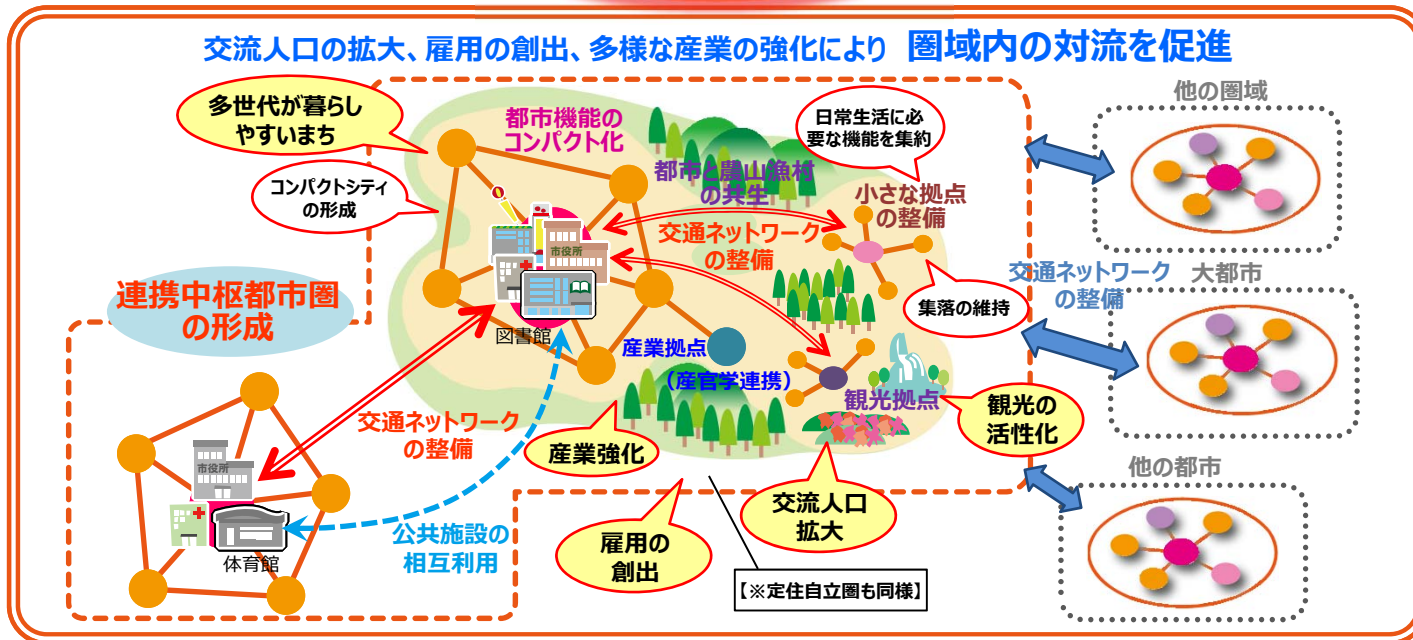 交流人口の拡大、雇用の創出、多様な産業の強化により 圏域内の対流を促進
多世代が暮らし
やすいまち
コンパクトシティ
の形成
都市機能の
コンパクト化
日常生活に必
要な機能を集約
都市と農山漁村
の共生
小さな拠点
の整備
交通ネットワーク
の整備
集落の維持
市役所
図書館
産業拠点
(産官学連携)
観光拠点
観光の
活性化
産業強化
交流人口
拡大
雇用の
創出
【※定住自立圏も同様】
連携中枢都市圏
の形成
交通ネットワーク
の整備
市役所
体育館
公共施設の
相互利用
他の圏域
交通ネットワーク
の整備
大都市
他の都市